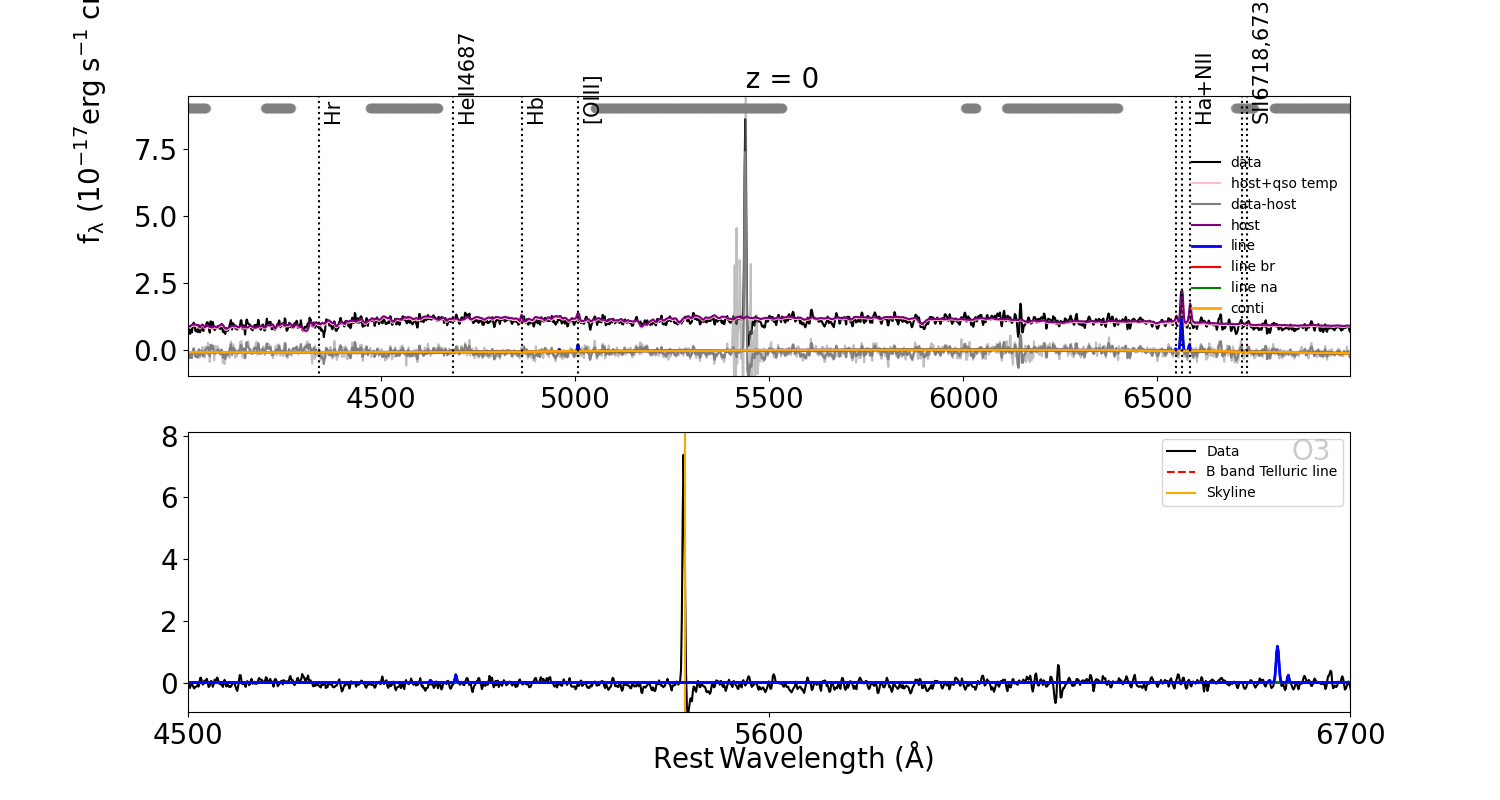 z = 0
f_λ (10^−17 erg s^−1 c
Hr
HeII4687
Hb
[OIII]
Ha+NII
SII6718,673
7.5
5.0
2.5
0.0
data
host+qso temp
data-host
host
line
line br
line na
conti
4500
5000
5500
6000
6500
8
6
4
2
0
O3
Data
B band Telluric line
Skyline
4500
5600
6700
Rest Wavelength (Å)